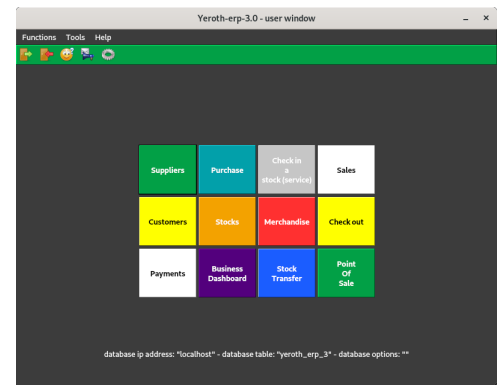 Yeroth-erp-3.0 - user window
Functions Tools Help
Suppliers
Purchase
Check in
a
stock (service)
Sales
Customers
Stocks
Merchandise
Check out
Payments
Business
Dashboard
Stock
Transfer
Point
Of
Sale
database ip address: "localhost" - database table: "yeroth_erp_3" - database options: ""